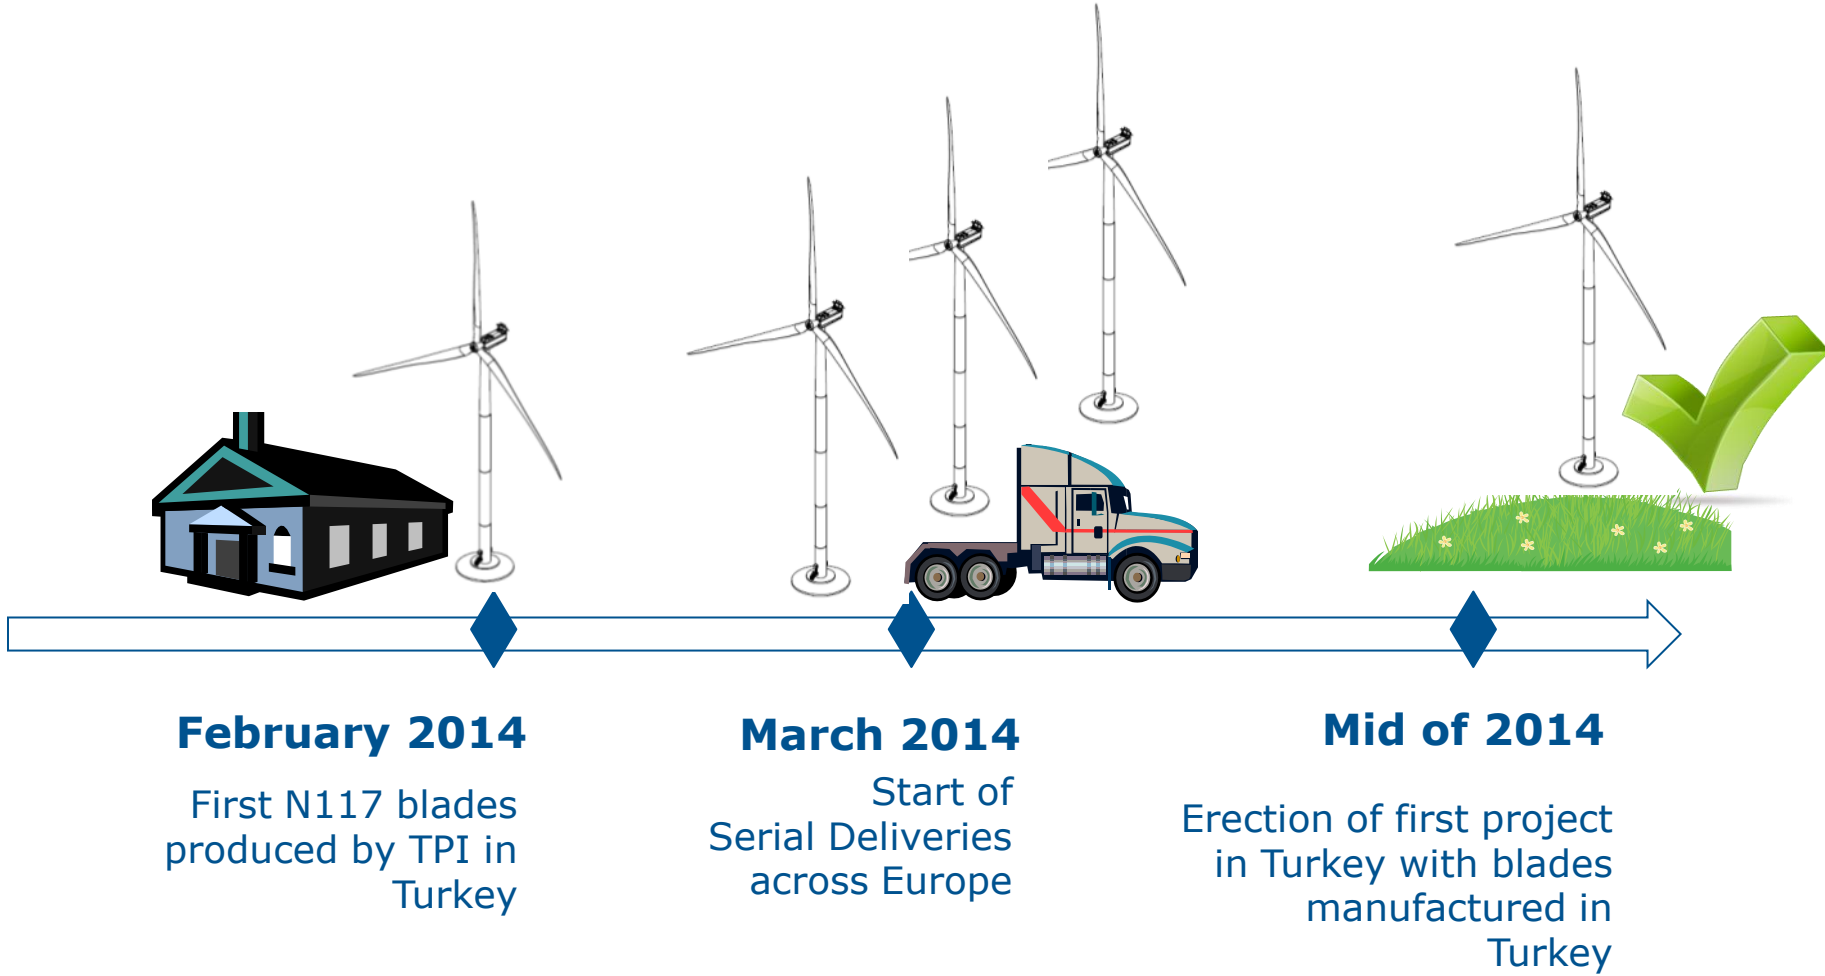 February 2014
First N117 blades
produced by TPI in
Turkey
March 2014
Start of
Serial Deliveries
across Europe
Mid of 2014
Erection of first project
in Turkey with blades
manufactured in
Turkey